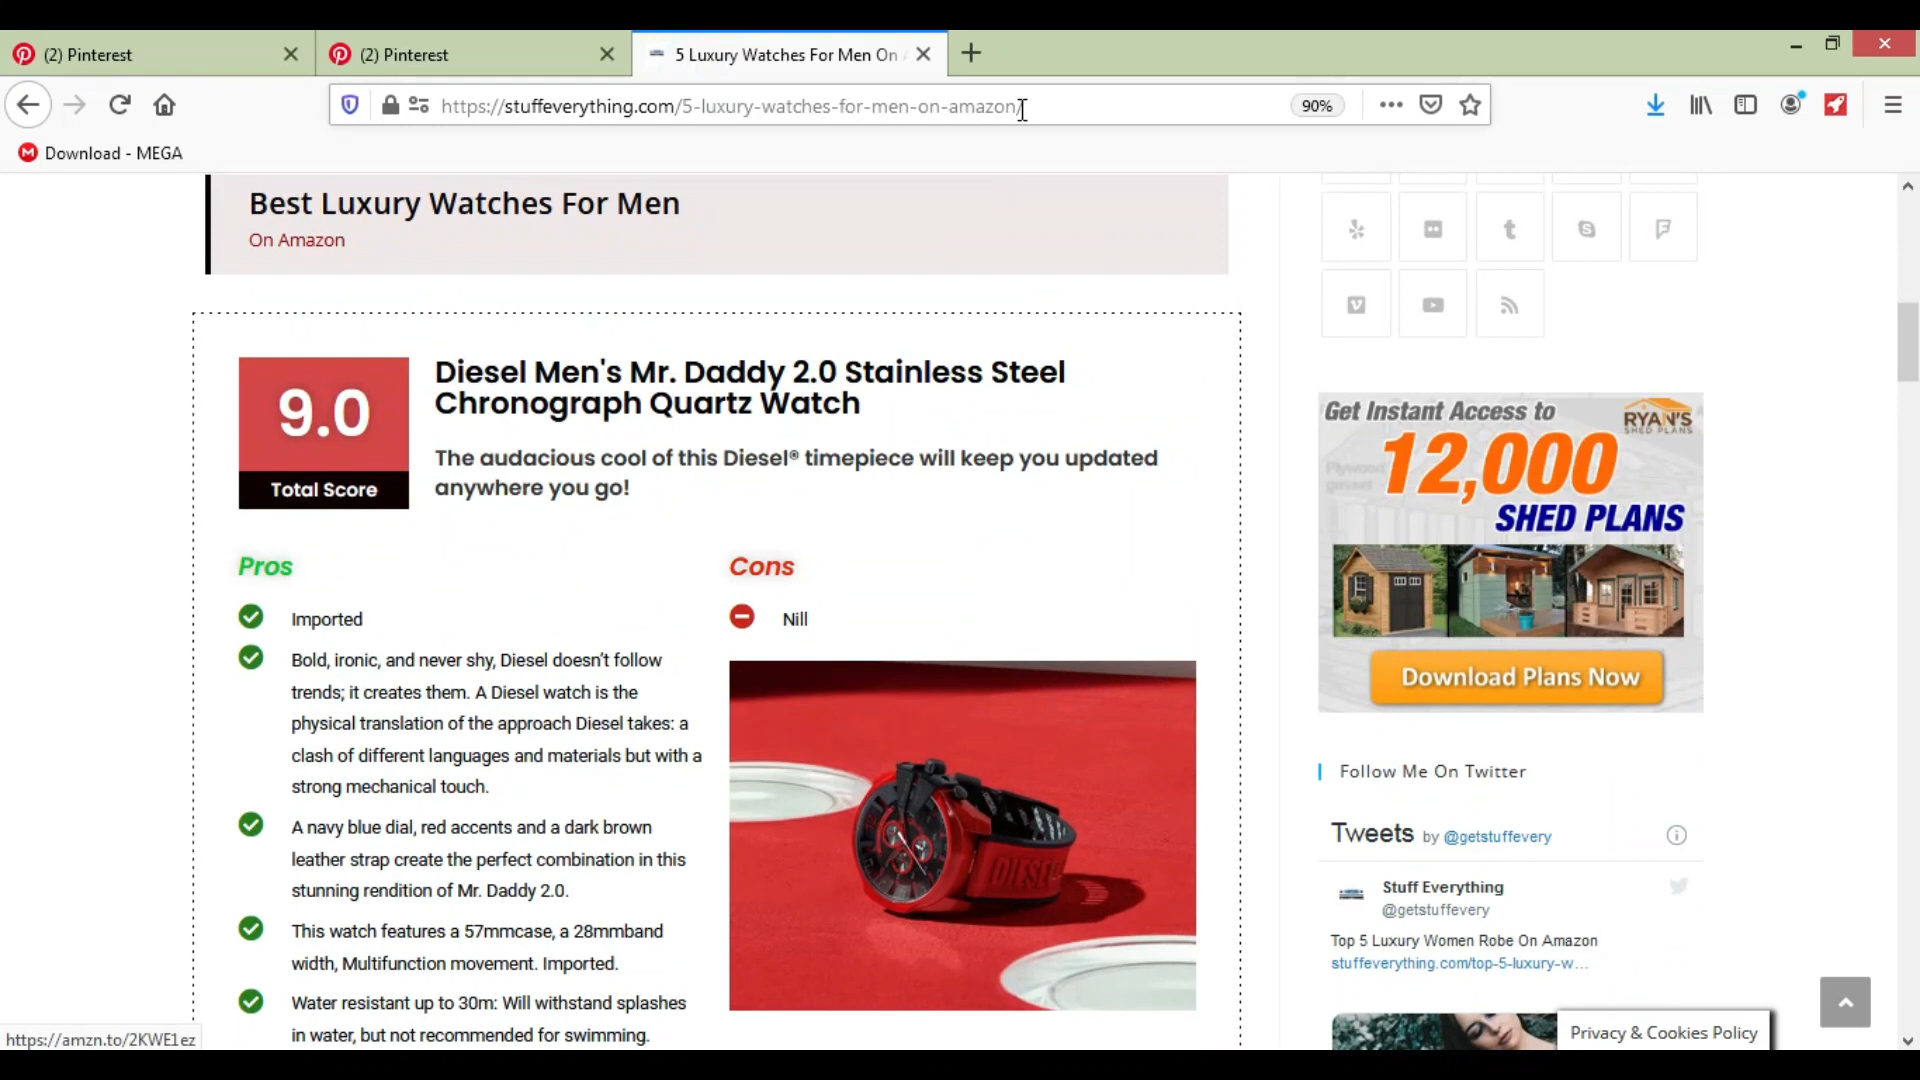 (2) Pinterest
(2) Pinterest
5 Luxury Watches For Men On
https://stuffeverything.com/5-luxury-watches-for-men-on-amazon/
90%
Download - MEGA
Best Luxury Watches For Men
On Amazon
9.0
Total Score
Diesel Men's Mr. Daddy 2.0 Stainless Steel
Chronograph Quartz Watch
The audacious cool of this Diesel® timepiece will keep you updated
anywhere you go!
Pros
Imported
Bold, ironic, and never shy, Diesel doesn't follow
trends; it creates them. A Diesel watch is the
physical translation of the approach Diesel takes: a
clash of different languages and materials but with a
strong mechanical touch.
A navy blue dial, red accents and a dark brown
leather strap create the perfect combination in this
stunning rendition of Mr. Daddy 2.0.
This watch features a 57mmcase, a 28mmband
width, Multifunction movement. Imported.
Water resistant up to 30m: Will withstand splashes
in water, but not recommended for swimming.
Cons
Nill
DIESEL
Get Instant Access to
RYAN'S
SHED PLANS
12,000
SHED PLANS
Plywood
gusset
Download Plans Now
Follow Me On Twitter
Tweets by @getstuffevery
Stuff Everything
@getstuffevery
Top 5 Luxury Women Robe On Amazon
stuffeverything.com/top-5-luxury-w...
Privacy & Cookies Policy
https://amzn.to/2KWE1ez